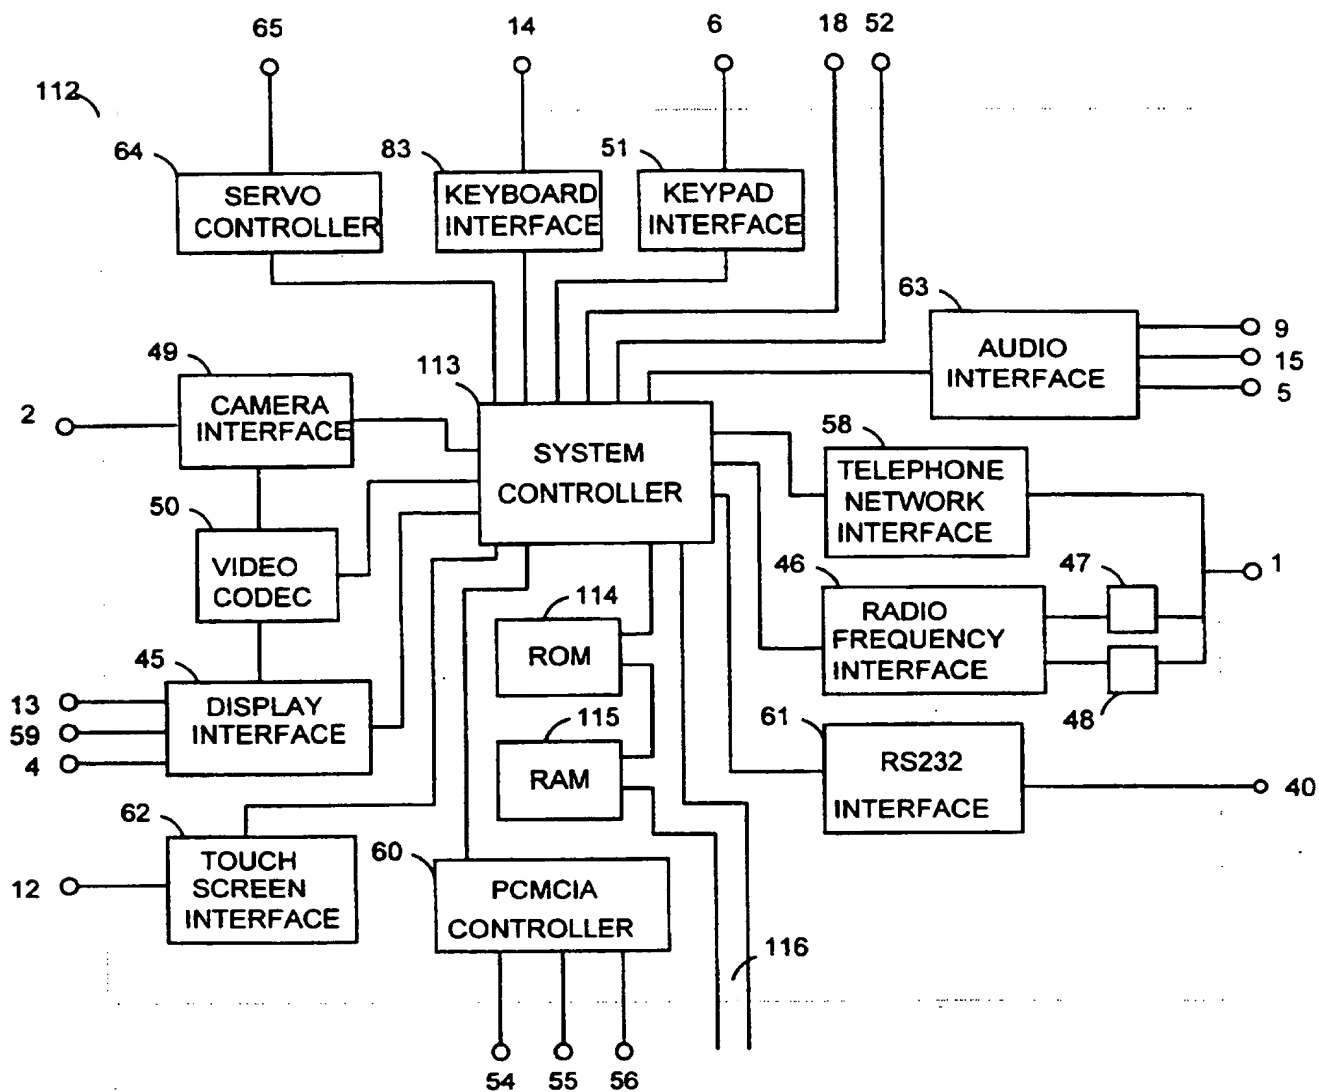 65
14
6
18
52
112
64
83
51
SERVO
CONTROLLER
KEYBOARD
INTERFACE
KEYPAD
INTERFACE
63
AUDIO
INTERFACE
9
15
5
49
113
2
CAMERA
INTERFACE
SYSTEM
CONTROLLER
58
TELEPHONE
NETWORK
INTERFACE
50
VIDEO
CODEC
46
47
1
RADIO
FREQUENCY
INTERFACE
48
114
ROM
45
13
59
4
DISPLAY
INTERFACE
115
RAM
61
RS232
INTERFACE
40
62
12
TOUCH
SCREEN
INTERFACE
60
PCMCIA
CONTROLLER
116
54
55
56